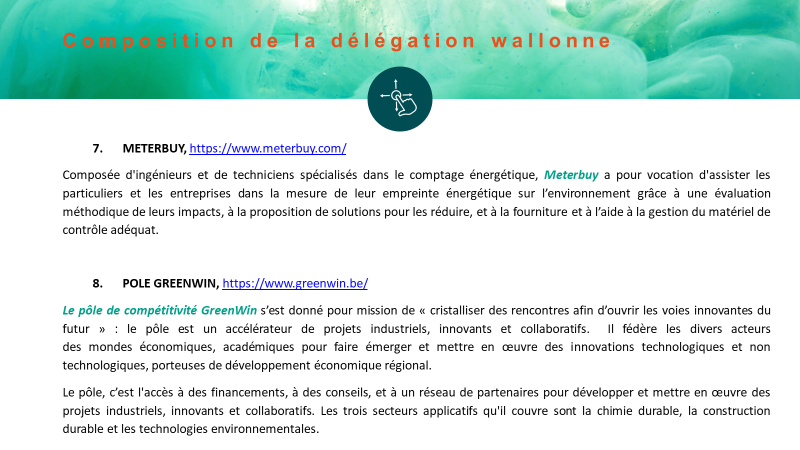 Composition de la délégation wallonne
7. METERBUY, https://www.meterbuy.com/
Composée d'ingénieurs et de techniciens spécialisés dans le comptage énergétique, Meterbuy a pour vocation d'assister les
particuliers et les entreprises dans la mesure de leur empreinte énergétique sur l’environnement grâce à une évaluation
méthodique de leurs impacts, à la proposition de solutions pour les réduire, et à la fourniture et à l’aide à la gestion du matériel de
contrôle adéquat.
8. POLE GREENWIN, https://www.greenwin.be/
Le pôle de compétitivité GreenWin s’est donné pour mission de « cristalliser des rencontres afin d’ouvrir les voies innovantes du
futur » : le pôle est un accélérateur de projets industriels, innovants et collaboratifs. Il fédère les divers acteurs
des mondes économiques, académiques pour faire émerger et mettre en œuvre des innovations technologiques et non
technologiques, porteuses de développement économique régional.
Le pôle, c’est l'accès à des financements, à des conseils, et à un réseau de partenaires pour développer et mettre en œuvre des
projets industriels, innovants et collaboratifs. Les trois secteurs applicatifs qu'il couvre sont la chimie durable, la construction
durable et les technologies environnementales.